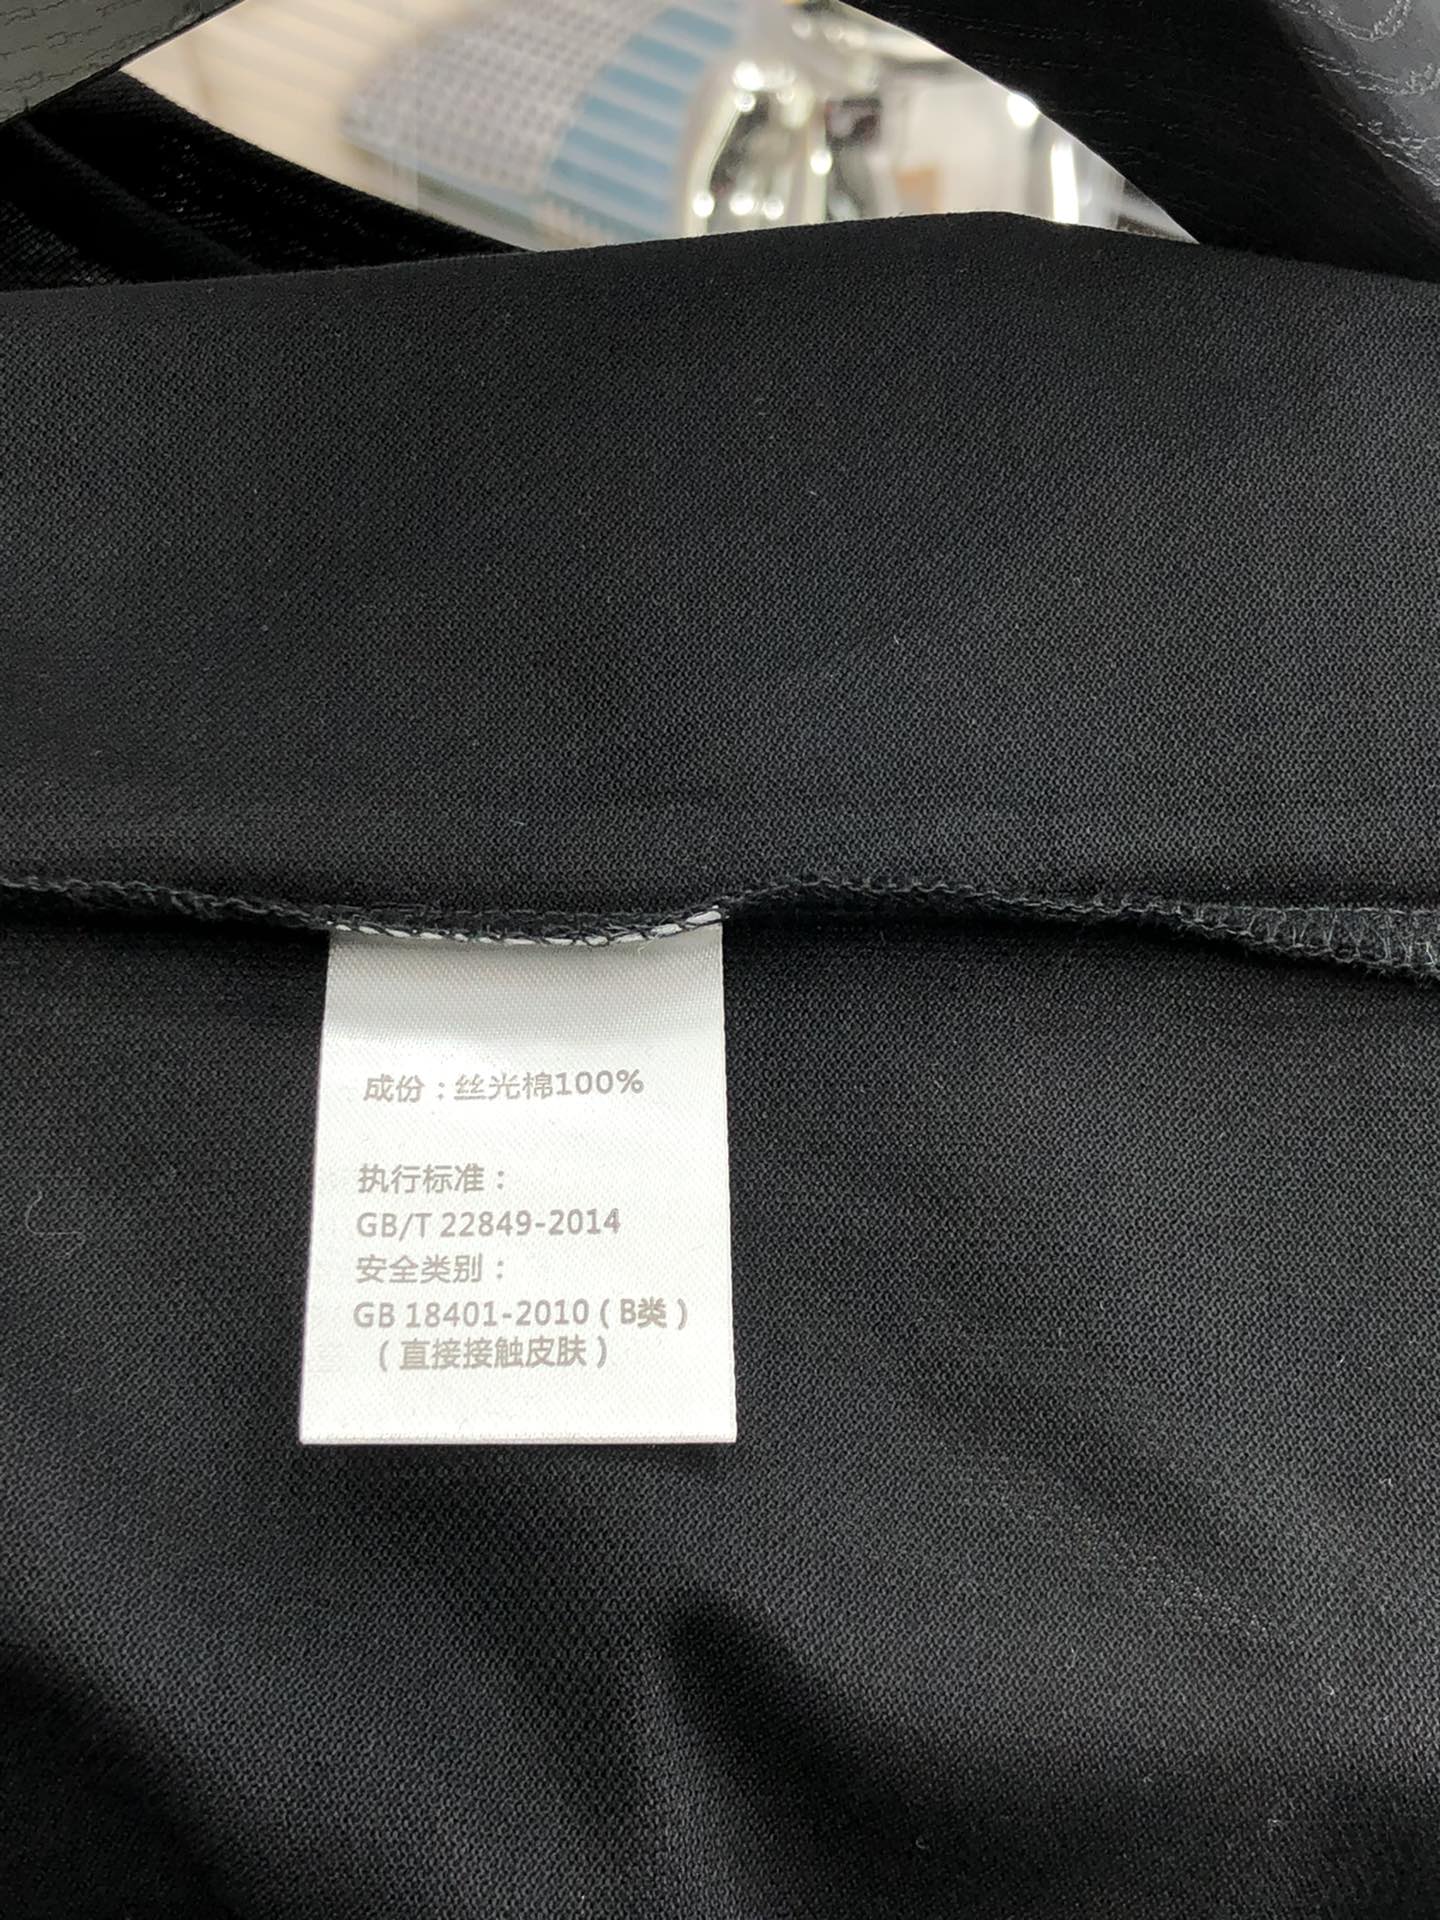 成份：丝光棉100%
执行标准：
GB/T 22849-2014
安全类别：
GB 18401-2010（B类）
（直接接触皮肤）